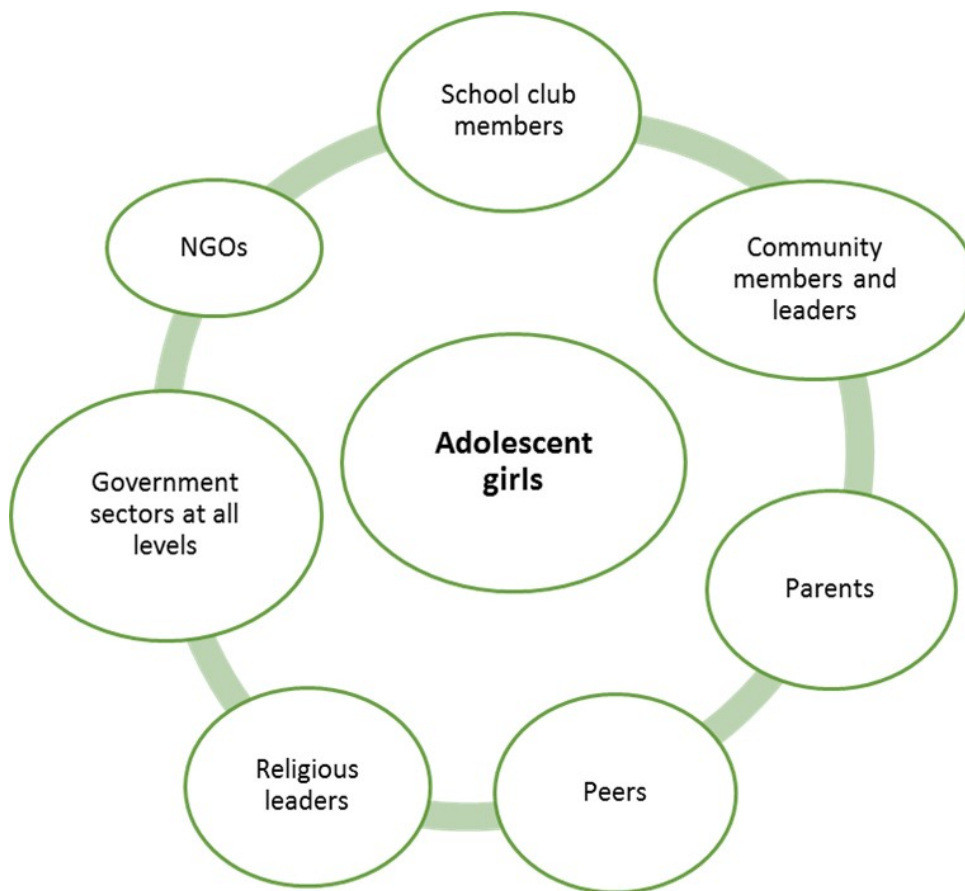 School club
members
Community
members and
leaders
Parents
Peers
Religious
leaders
Government
sectors at all
levels
NGOs
Adolescent
girls